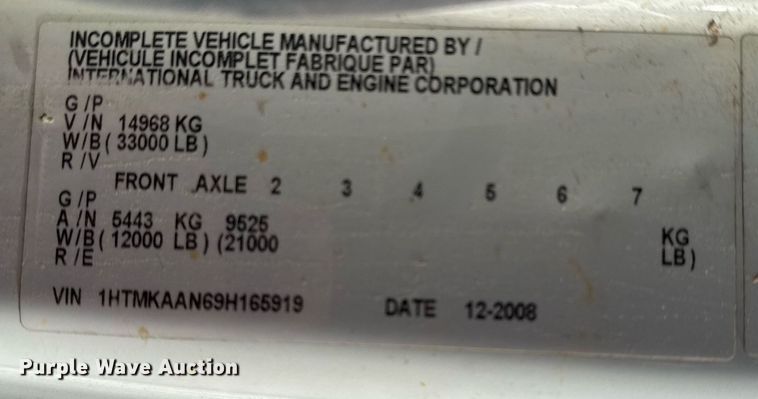 INCOMPLETE VEHICLE MANUFACTURED BY /
(VEHICULE INCOMPLET FABRIQUE PAR)
INTERNATIONAL TRUCK AND ENGINE CORPORATION
G /P
V /N 14968 KG
W/B ( 33000 LB )
R /V
FRONT AXLE 2 3 4 5 6 7
G /P
A /N 5443 KG 9525 KG
W/B ( 12000 LB ) (21000 LB )
R /E
VIN 1HTMKAAN69H165919 DATE 12-2008
Purple Wave Auction